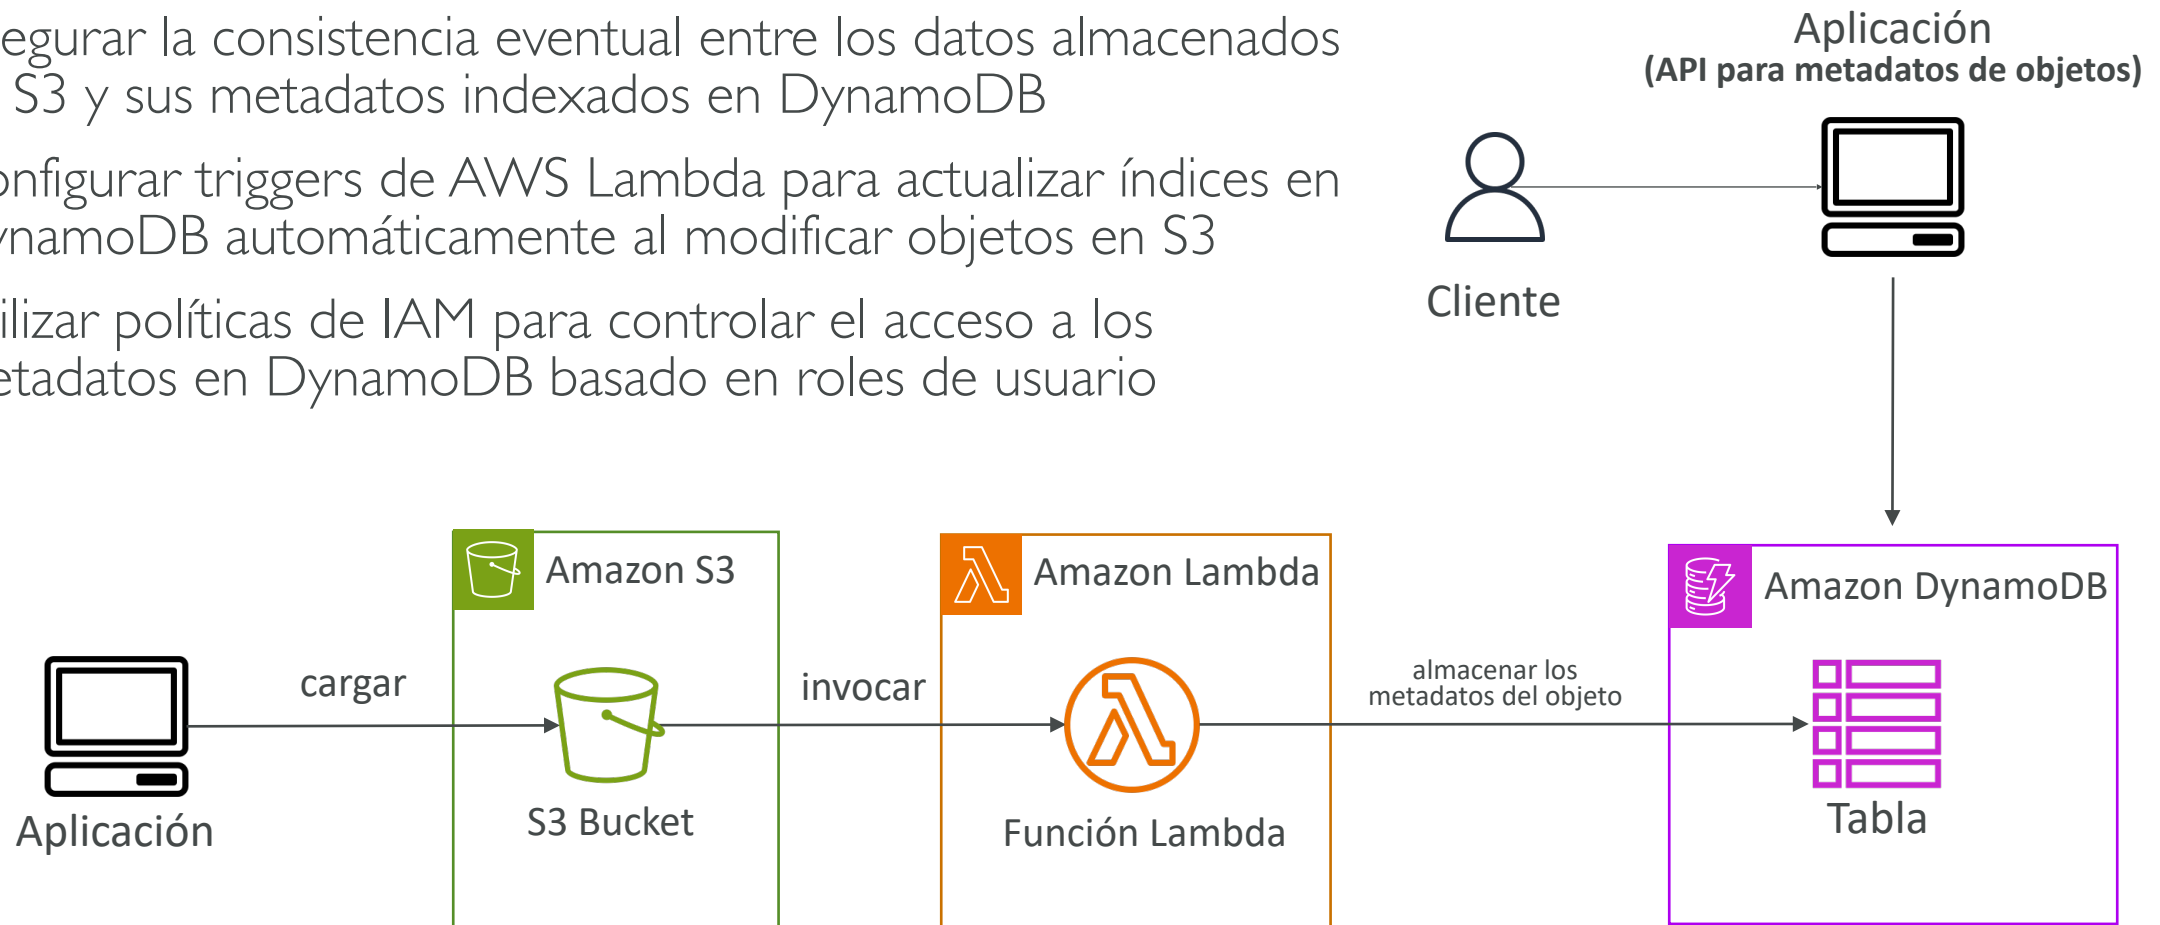 egurar la consistencia eventual entre los datos almacenados
S3 y sus metadatos indexados en DynamoDB
onfigurar triggers de AWS Lambda para actualizar índices en
ynamoDB automáticamente al modificar objetos en S3
ilizar políticas de IAM para controlar el acceso a los
etadatos en DynamoDB basado en roles de usuario
Aplicación
(API para metadatos de objetos)
Cliente
Amazon S3
Amazon Lambda
Amazon DynamoDB
cargar
invocar
almacenar los
metadatos del objeto
Aplicación
S3 Bucket
Función Lambda
Tabla